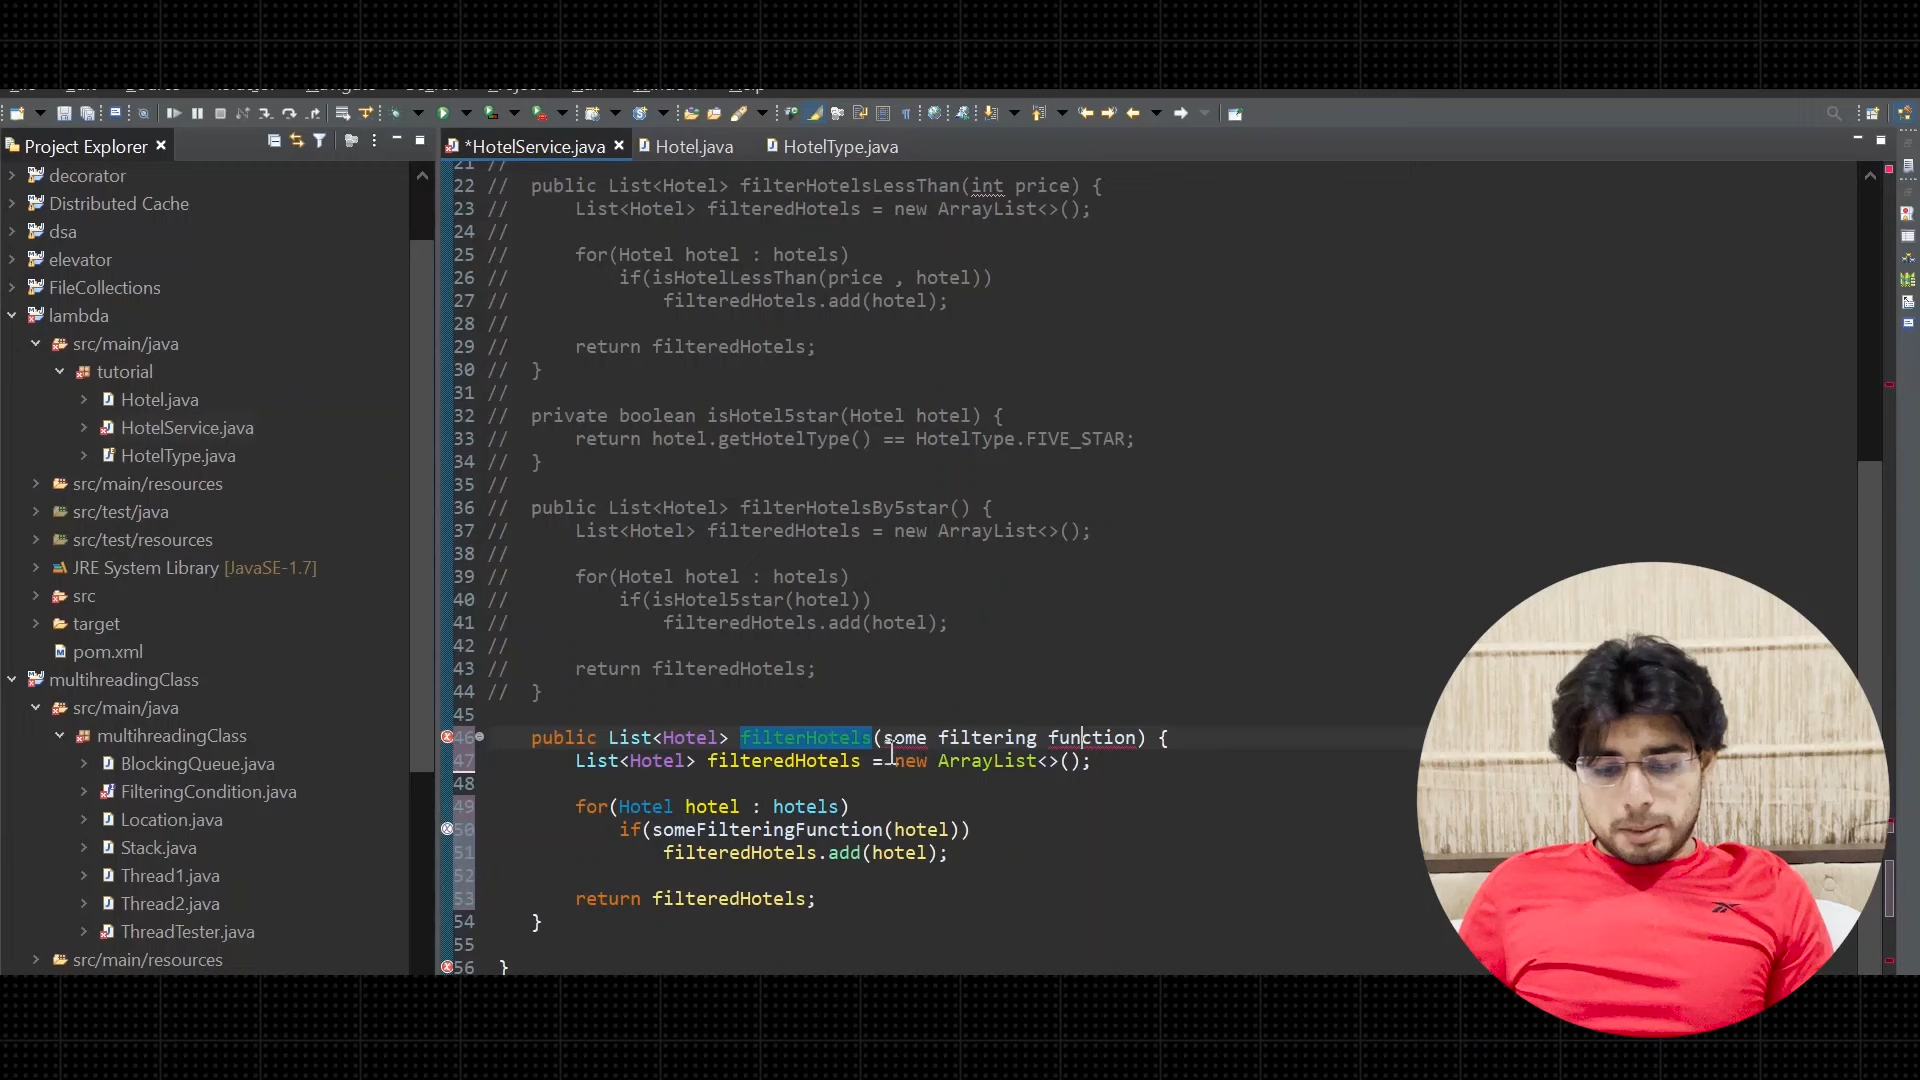 Project Explorer
*HotelService.java
Hotel.java
HotelType.java
decorator
Distributed Cache
dsa
elevator
FileCollections
lambda
src/main/java
tutorial
Hotel.java
HotelService.java
HotelType.java
src/main/resources
src/test/java
src/test/resources
JRE System Library [JavaSE-1.7]
src
target
pom.xml
multihreadingClass
src/main/java
multihreadingClass
BlockingQueue.java
FilteringCondition.java
Location.java
Stack.java
Thread1.java
Thread2.java
ThreadTester.java
src/main/resources
21 //
22 // public List<Hotel> filterHotelsLessThan(int price) {
23 // List<Hotel> filteredHotels = new ArrayList<>();
24 //
25 // for(Hotel hotel : hotels)
26 // if(isHotelLessThan(price , hotel))
27 // filteredHotels.add(hotel);
28 //
29 // return filteredHotels;
30 // }
31 //
32 // private boolean isHotel5star(Hotel hotel) {
33 // return hotel.getHotelType() == HotelType.FIVE_STAR;
34 // }
35 //
36 // public List<Hotel> filterHotelsBy5star() {
37 // List<Hotel> filteredHotels = new ArrayList<>();
38 //
39 // for(Hotel hotel : hotels)
40 // if(isHotel5star(hotel))
41 // filteredHotels.add(hotel);
42 //
43 // return filteredHotels;
44 // }
45
46 public List<Hotel> filterHotels(some filtering function) {
47 List<Hotel> filteredHotels = new ArrayList<>();
48
49 for(Hotel hotel : hotels)
50 if(someFilteringFunction(hotel))
51 filteredHotels.add(hotel);
52
53 return filteredHotels;
54 }
55
56 }